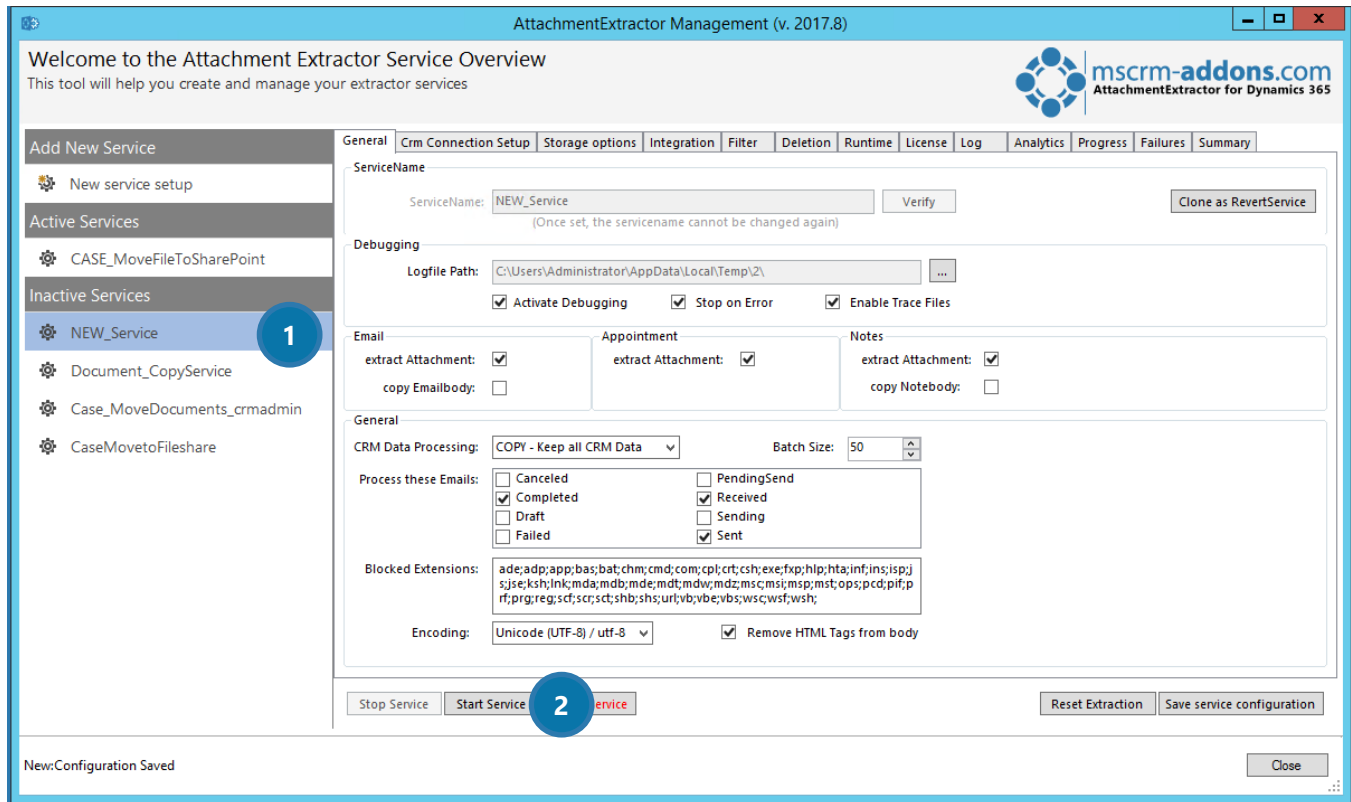 AttachmentExtractor Management (v. 2017.8)
Welcome to the Attachment Extractor Service Overview
This tool will help you create and manage your extractor services
mscrm-addons.com
AttachmentExtractor for Dynamics 365
Add New Service
New service setup
Active Services
CASE_MoveFileToSharePoint
Inactive Services
NEW_Service
1
Document_CopyService
Case_MoveDocuments_crmadmin
CaseMovetoFileshare
General Crm Connection Setup Storage options Integration Filter Deletion Runtime License Log Analytics Progress Failures Summary
ServiceName
ServiceName: NEW_Service Verify Clone as RevertService
(Once set, the servicename cannot be changed again)
Debugging
Logfile Path: C:\Users\Administrator\AppData\Local\Temp\2\ ...
Activate Debugging Stop on Error Enable Trace Files
Email Appointment Notes
extract Attachment: extract Attachment: extract Attachment:
copy Emailbody: copy Notebody:
General
CRM Data Processing: COPY - Keep all CRM Data Batch Size: 50
Process these Emails: Canceled PendingSend
Completed Received
Draft Sending
Failed Sent
Blocked Extensions: ade;adp;app;bas;bat;chm;cmd;com;cpl;crt;csh;exe;fxp;hlp;hta;inf;ins;isp;j
s;jse;ksh;lnk;mda;mdb;mde;mdt;mdw;mdz;msc;msi;msp;mst;ops;pcd;pif;p
rf;prg;reg;scf;scr;sct;shb;shs;url;vb;vbe;vbs;wsc;wsf;wsh;
Encoding: Unicode (UTF-8) / utf-8 Remove HTML Tags from body
Stop Service Start Service 2 Reset Extraction Save service configuration
New:Configuration Saved Close